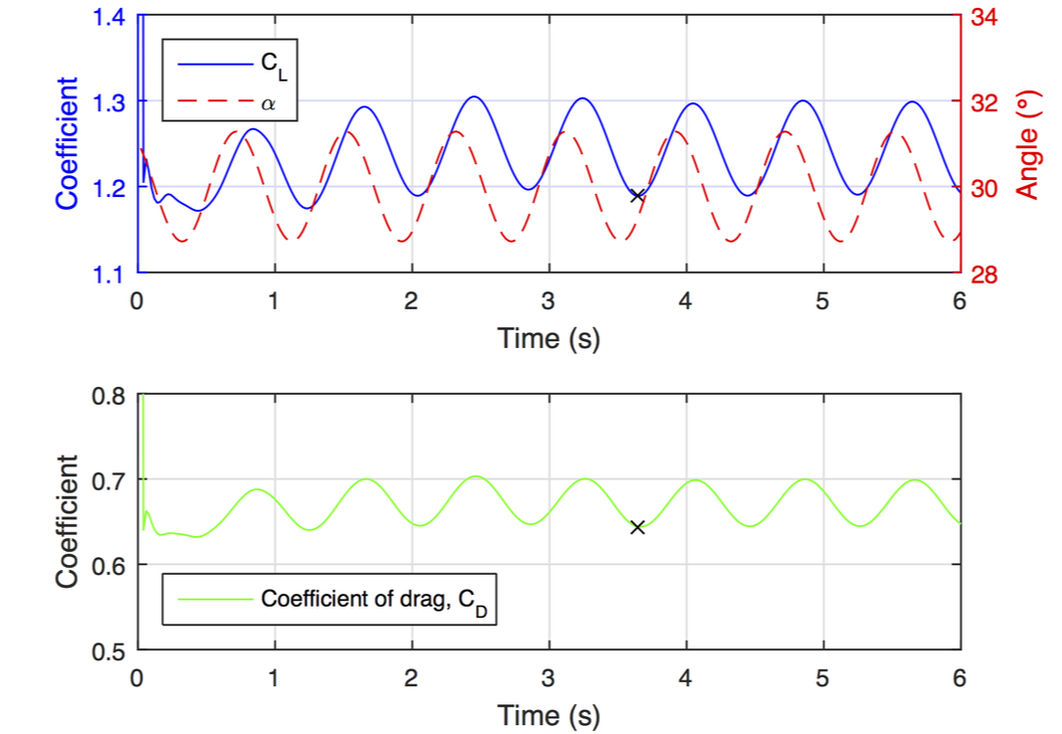 1.4
1.3
1.2
1.1
Coefficient
C_L
α
34
32
30
28
Angle (°)
0 1 2 3 4 5 6
Time (s)
0.8
0.7
0.6
0.5
Coefficient
Coefficient of drag, C_D
0 1 2 3 4 5 6
Time (s)